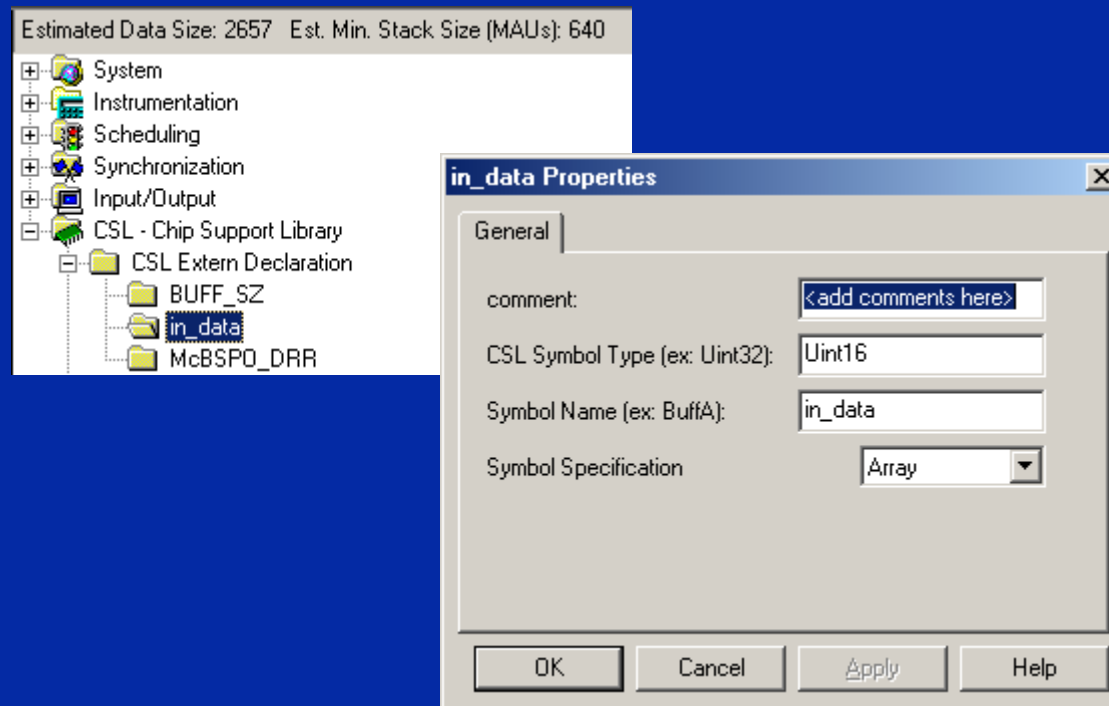 Estimated Data Size: 2657 Est. Min. Stack Size (MAUs): 640
System
Instrumentation
Scheduling
Synchronization
Input/Output
CSL - Chip Support Library
CSL Extern Declaration
BUFF_SZ
in_data
McBSP0_DRR
in_data Properties
General
comment: <add comments here>
CSL Symbol Type (ex: Uint32): Uint16
Symbol Name (ex: BuffA): in_data
Symbol Specification Array
OK Cancel Apply Help